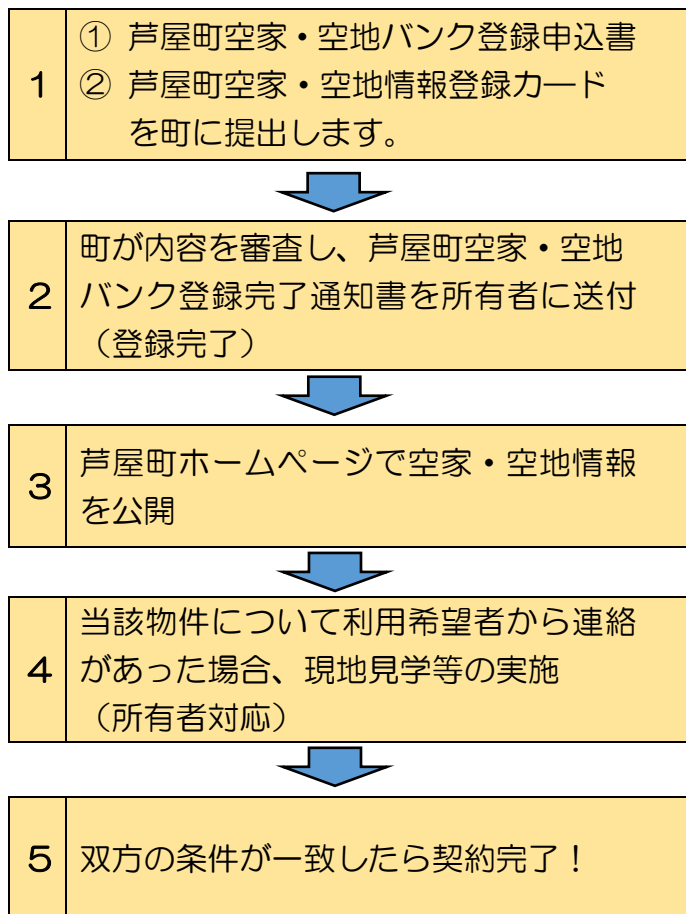 1
① 芦屋町空家・空地バンク登録申込書
② 芦屋町空家・空地情報登録カード
を町に提出します。
2
町が内容を審査し、芦屋町空家・空地
バンク登録完了通知書を所有者に送付
（登録完了）
3
芦屋町ホームページで空家・空地情報
を公開
4
当該物件について利用希望者から連絡
があった場合、現地見学等の実施
（所有者対応）
5
双方の条件が一致したら契約完了！